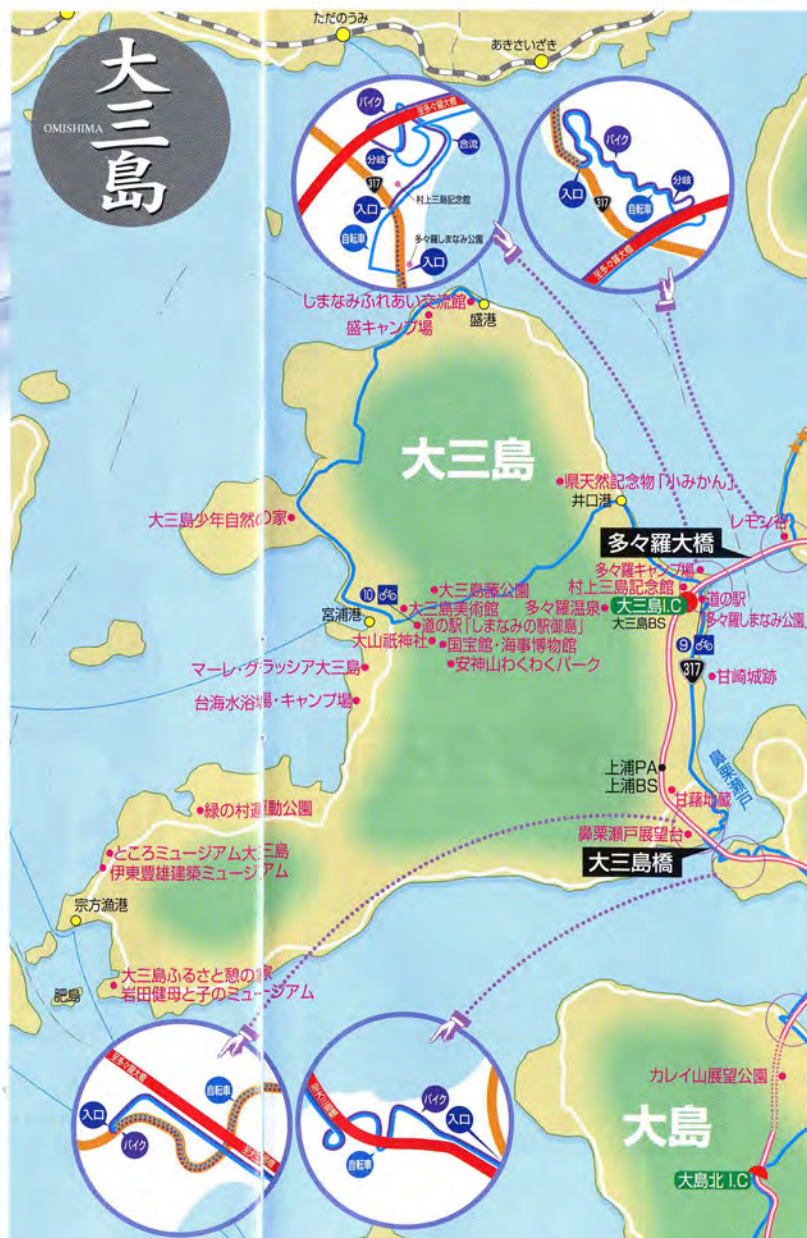 ただのうみ
あきさいざき
大三島
OMISHIMA
バイク
至多々羅大橋
合流
分岐
317
入口
村上三島記念館
自転車
多々羅しまなみ公園
入口
バイク
入口
分岐
317
自転車
至多々羅大橋
しまなみふれあい交流館
盛キャンプ場
盛港
大三島
県天然記念物「小みかん」
井口港
大三島少年自然の家
レモン谷
多々羅大橋
多々羅キャンプ場
村上三島記念館
大三島I.C
大三島BS
道の駅
「多々羅しまなみ公園」
10
大三島藤公園
大三島美術館
多々羅温泉
宮浦港
道の駅「しまなみの駅御島」
大山祇神社
国宝館・海事博物館
安神山わくわくパーク
9
317
甘崎城跡
マーレ・グラッシア大三島
台海水浴場・キャンプ場
上浦PA
上浦BS
鼻栗瀬戸
甘藷地蔵
緑の村運動公園
鼻栗瀬戸展望台
大三島橋
ところミュージアム大三島
伊東豊雄建築ミュージアム
宗方漁港
大三島ふるさと憩の家
岩田健母と子のミュージアム
肥島
至多々羅大橋
自転車
入口
バイク
バイク
入口
自転車
カレイ山展望公園
大島
大島北 I.C